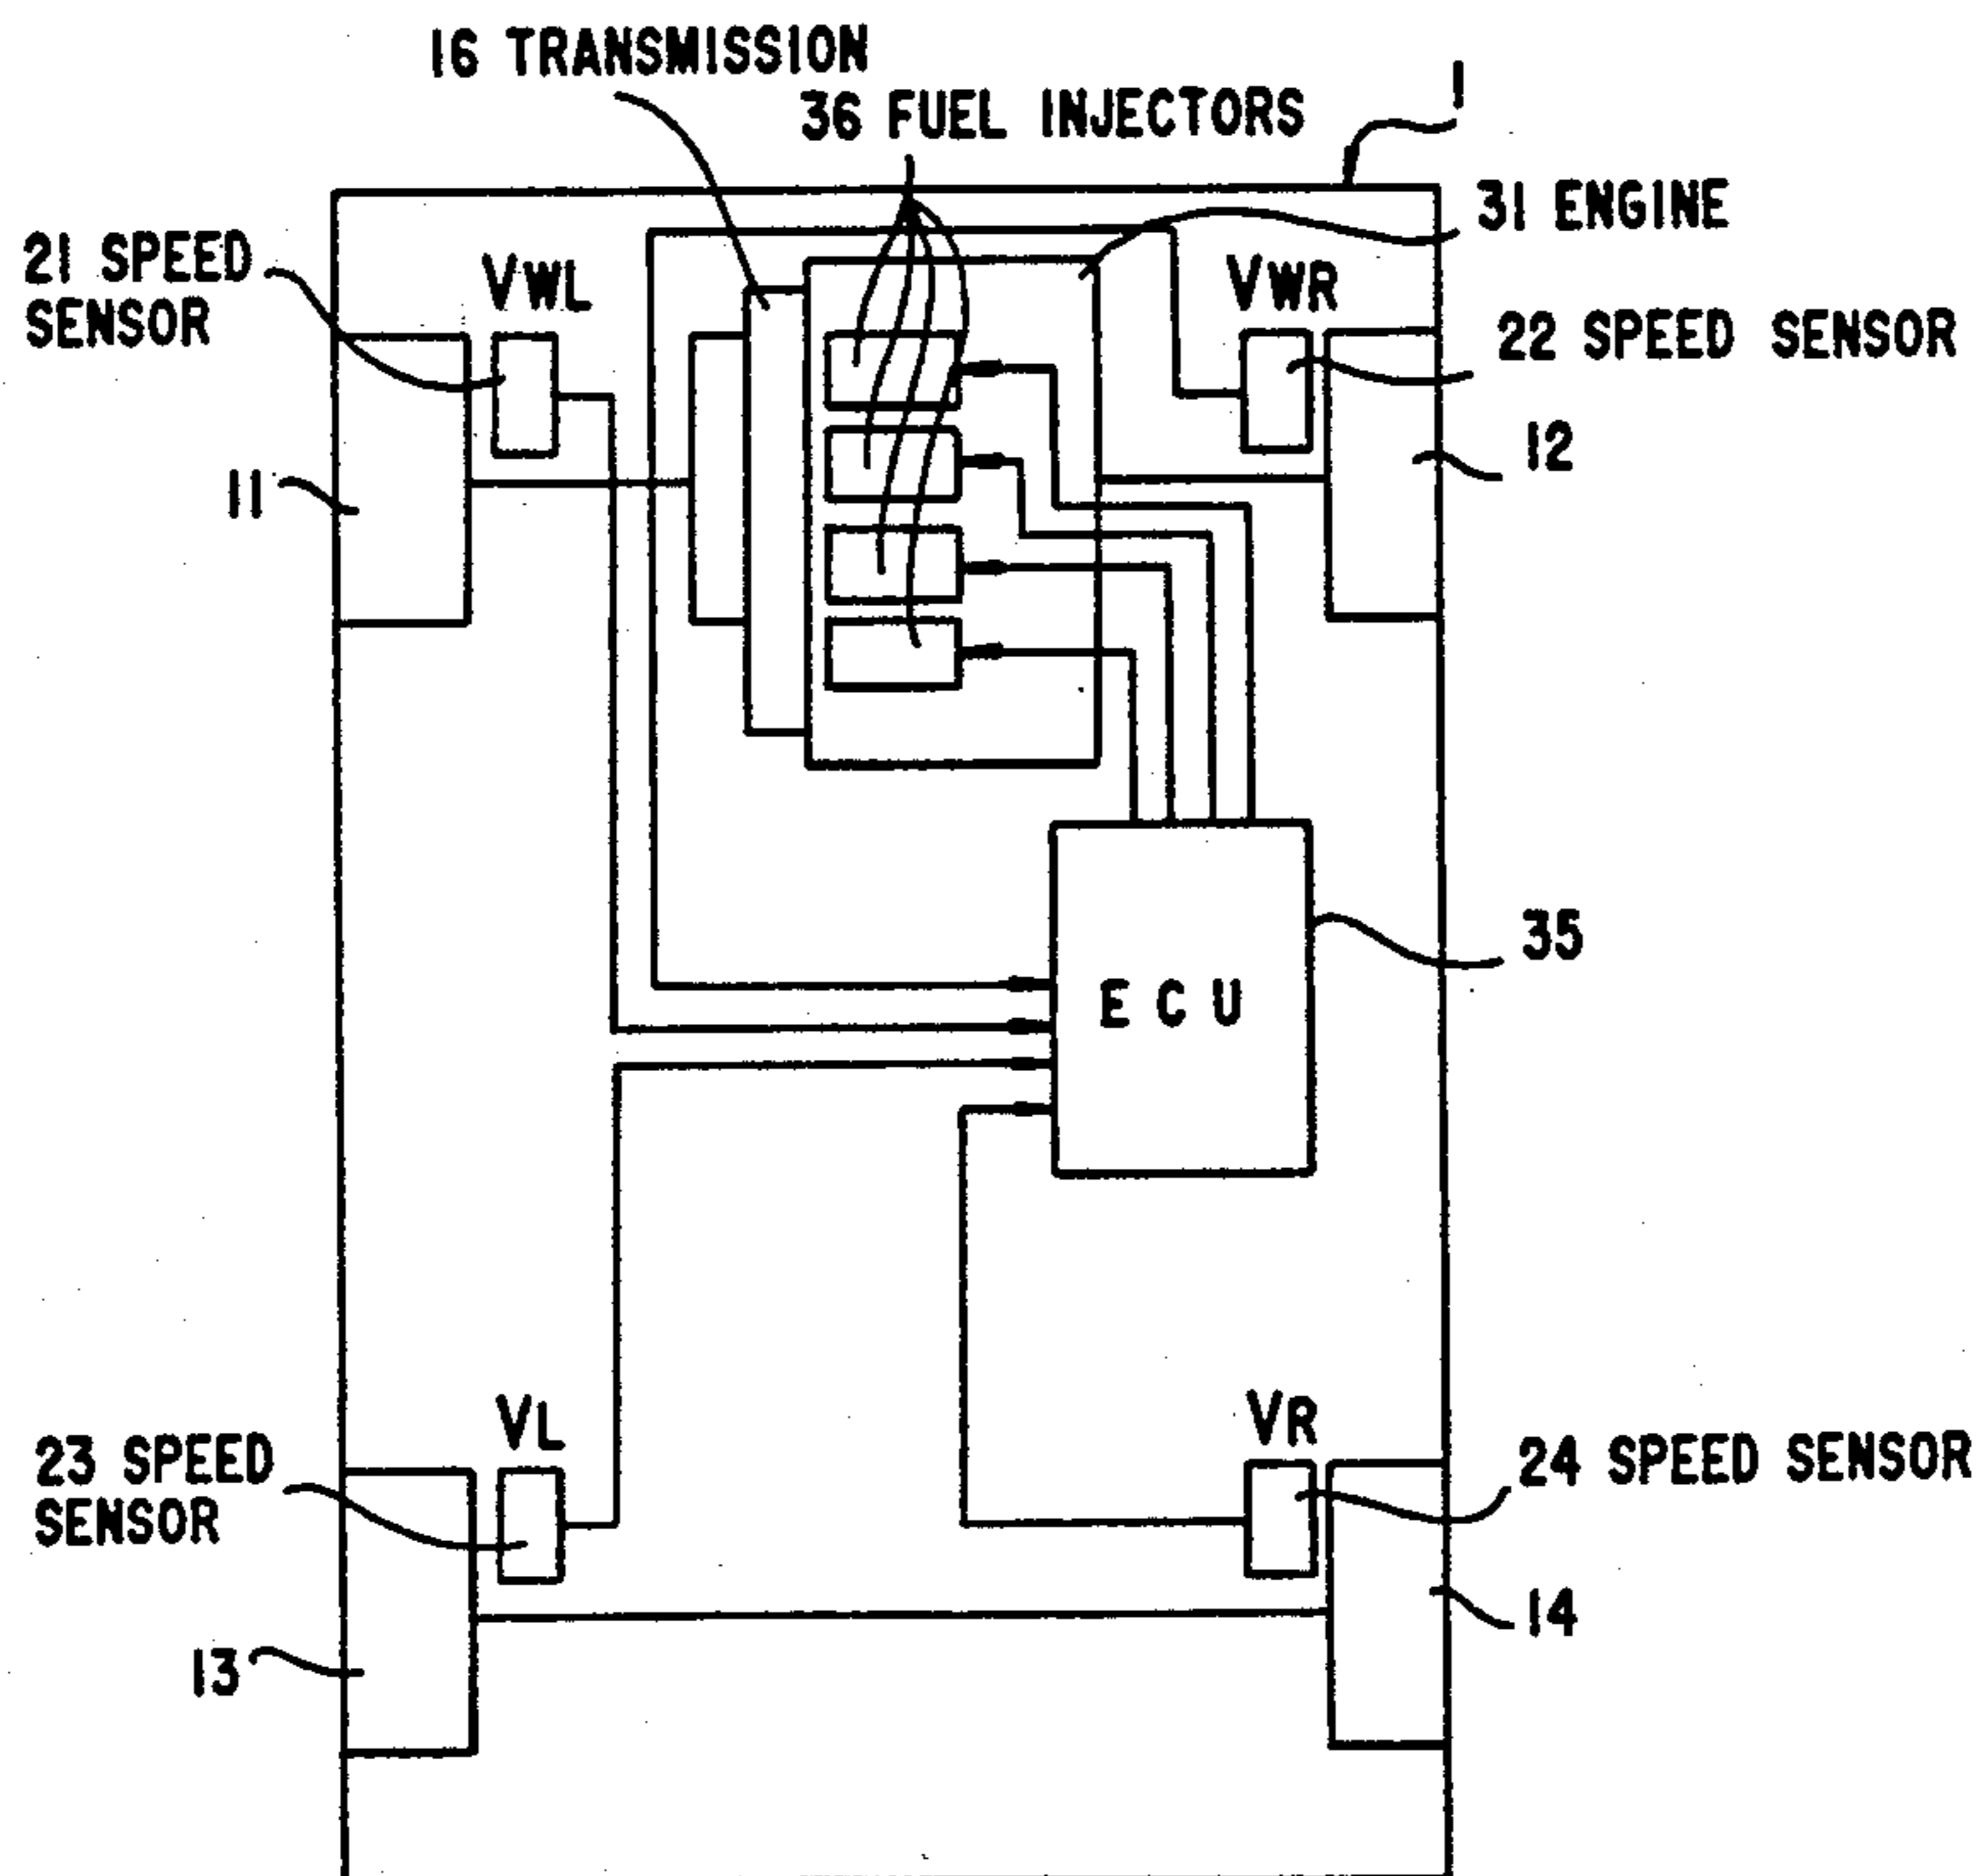 16 TRANSMISSION
36 FUEL INJECTORS
1
31 ENGINE
21 SPEED
SENSOR
VWL
VWR
22 SPEED SENSOR
11
12
35
ECU
VL
VR
23 SPEED
SENSOR
24 SPEED SENSOR
13
14